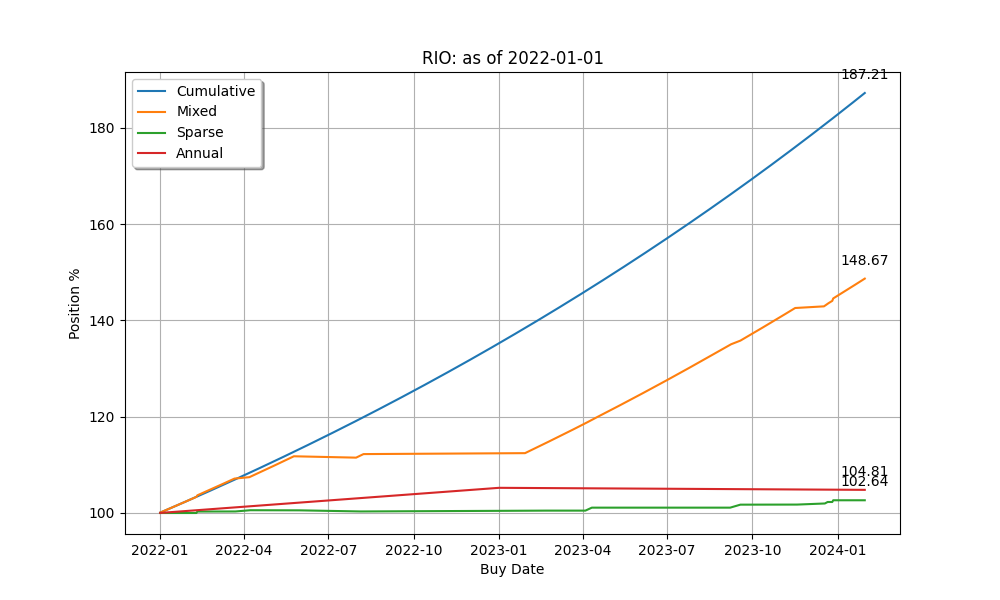 RIO: as of 2022-01-01
187.21
Cumulative
Mixed
Sparse
Annual
180
160
148.67
140
120
104.81
102.64
100
Position %
2022-01 2022-04 2022-07 2022-10 2023-01 2023-04 2023-07 2023-10 2024-01
Buy Date